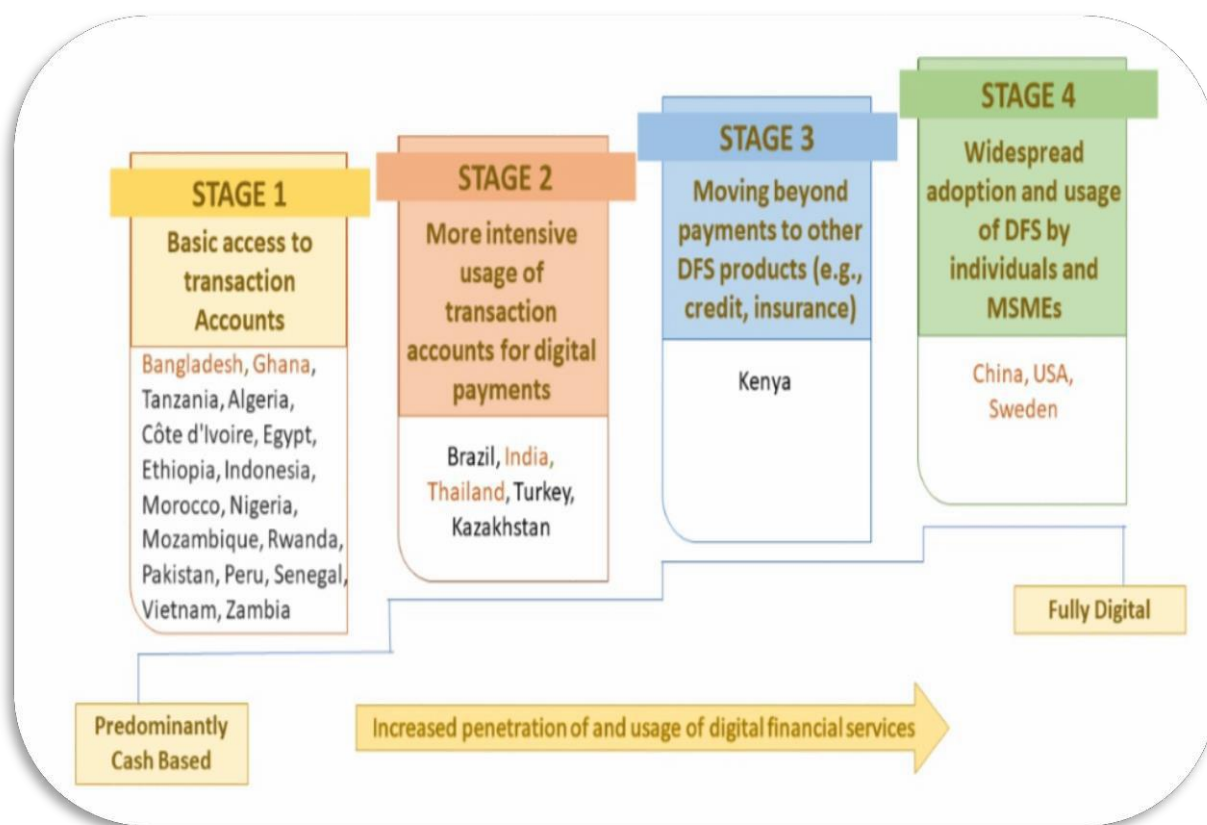 STAGE 1
Basic access to
transaction
Accounts
Bangladesh, Ghana,
Tanzania, Algeria,
Côte d'Ivoire, Egypt,
Ethiopia, Indonesia,
Morocco, Nigeria,
Mozambique, Rwanda,
Pakistan, Peru, Senegal,
Vietnam, Zambia
STAGE 2
More intensive
usage of
transaction
accounts for digital
payments
Brazil, India,
Thailand, Turkey,
Kazakhstan
STAGE 3
Moving beyond
payments to other
DFS products (e.g.,
credit, insurance)
Kenya
STAGE 4
Widespread
adoption and usage
of DFS by
individuals and
MSMEs
China, USA,
Sweden
Predominantly
Cash Based
Increased penetration of and usage of digital financial services
Fully Digital